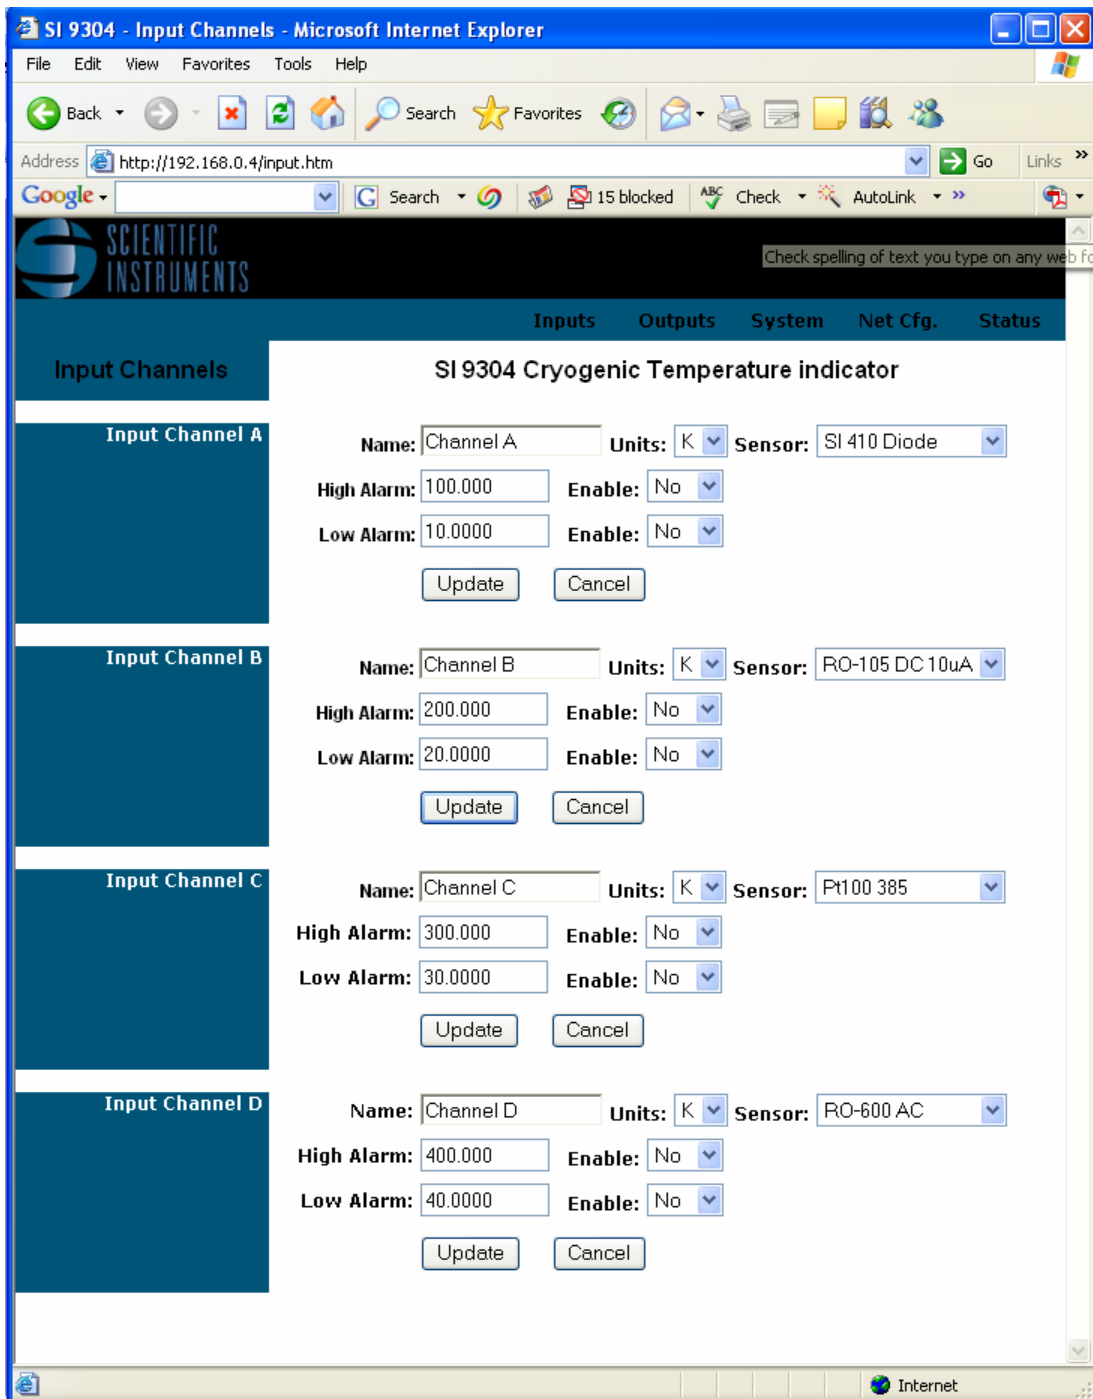 SI 9304 - Input Channels - Microsoft Internet Explorer
File Edit View Favorites Tools Help
Back Search Favorites
Address http://192.168.0.4/input.htm Go Links »
Google G Search 15 blocked ABC Check AutoLink »
SCIENTIFIC
INSTRUMENTS
Check spelling of text you type on any web fo
Inputs Outputs System Net Cfg. Status
Input Channels SI 9304 Cryogenic Temperature indicator
Input Channel A Name: Channel A Units: K Sensor: SI 410 Diode
High Alarm: 100.000 Enable: No
Low Alarm: 10.0000 Enable: No
Update Cancel
Input Channel B Name: Channel B Units: K Sensor: RO-105 DC 10uA
High Alarm: 200.000 Enable: No
Low Alarm: 20.0000 Enable: No
Update Cancel
Input Channel C Name: Channel C Units: K Sensor: Pt100 385
High Alarm: 300.000 Enable: No
Low Alarm: 30.0000 Enable: No
Update Cancel
Input Channel D Name: Channel D Units: K Sensor: RO-600 AC
High Alarm: 400.000 Enable: No
Low Alarm: 40.0000 Enable: No
Update Cancel
Internet